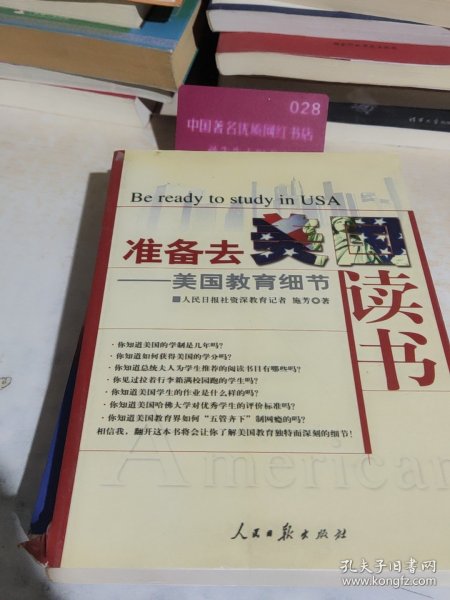 028
中国著名优质网红书店
Be ready to study in USA
准备去美国读书
——美国教育细节
■人民日报社资深教育记者 施芳◎著
·你知道美国的学制是几年吗?
·你知道如何获得美国的学分吗?
·你知道总统夫人为学生推荐的阅读书目有哪些吗?
·你见过拉着行李箱满校园跑的学生吗?
·你知道美国学生的作业是什么样的吗?
·你知道美国哈佛大学对优秀学生的评价标准吗?
·你知道美国教育界如何“五管齐下”制网瘾的吗?
相信我,翻开这本书将会让你了解美国教育独特而深刻的细节!
American
人民日报出版社
孔夫子旧书网
www.kongfz.com